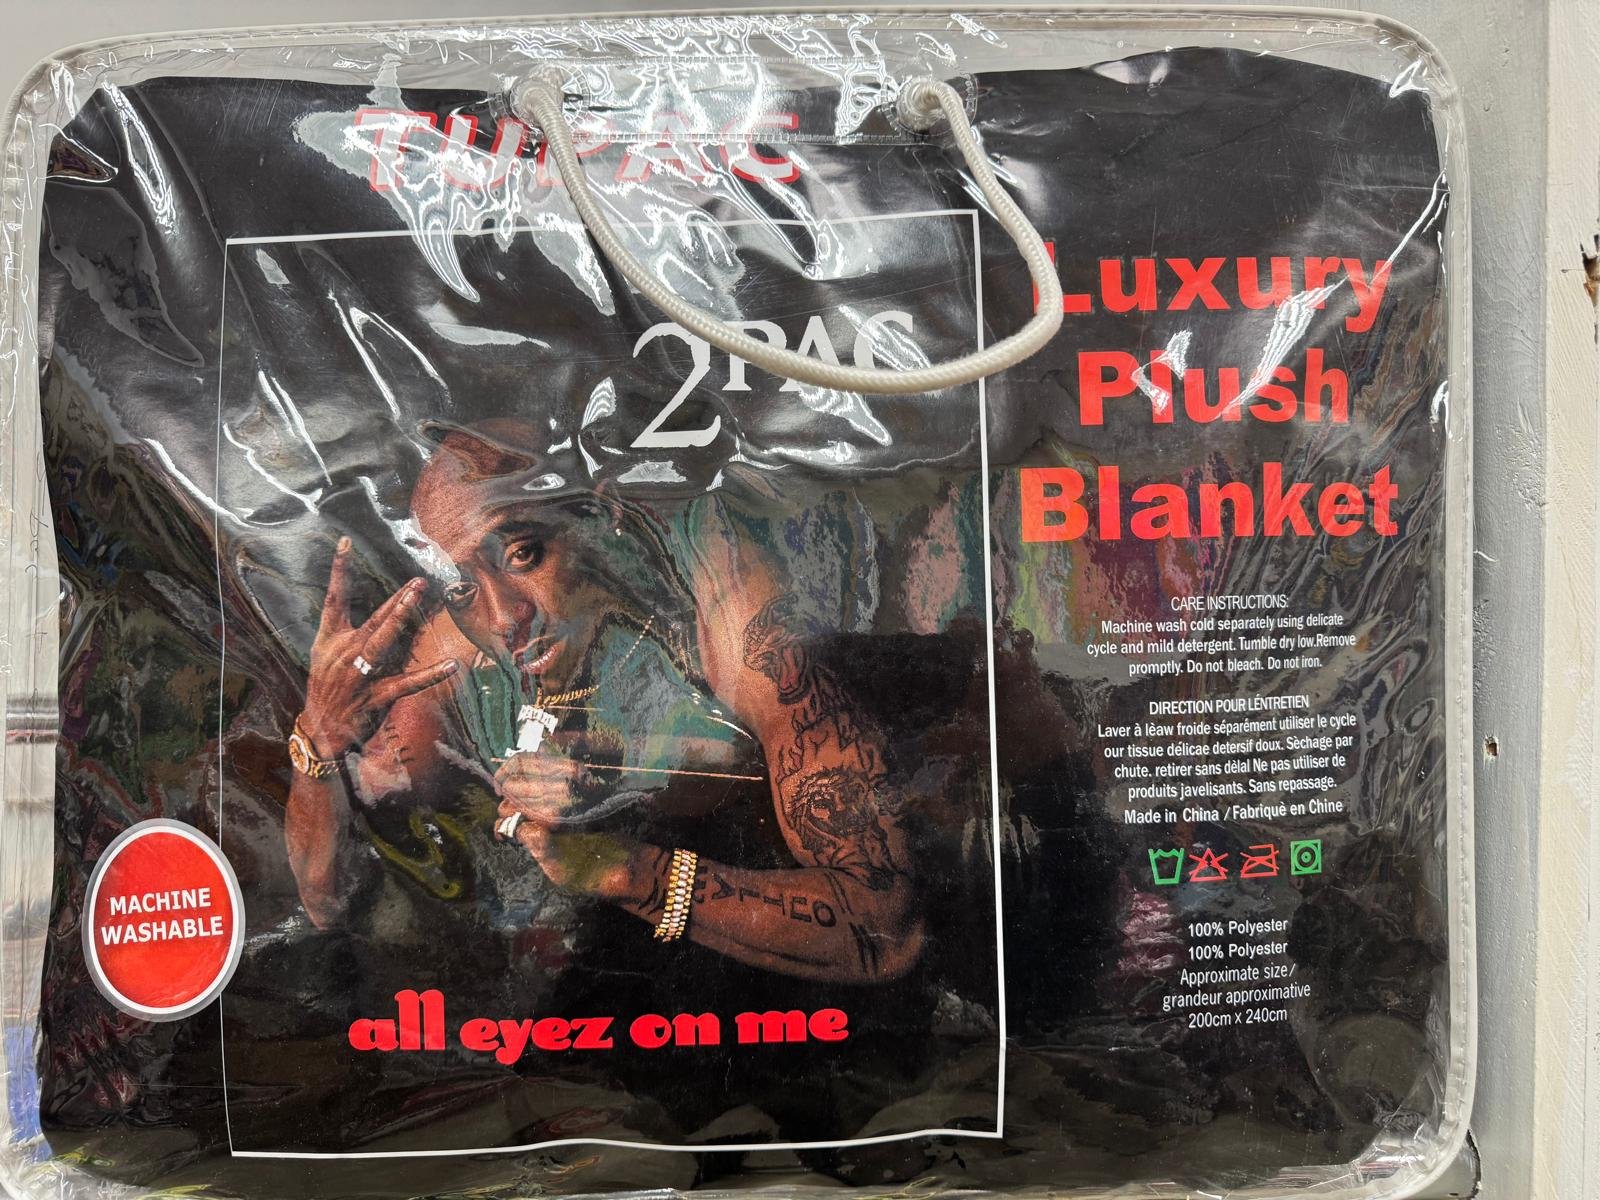 TUPAC
2PAC
Luxury
Plush
Blanket
CARE INSTRUCTIONS:
Machine wash cold separately using delicate
cycle and mild detergent. Tumble dry low.Remove
promptly. Do not bleach. Do not iron.
DIRECTION POUR LÉNTRETIEN
Laver à lèaw froide séparément utiliser le cycle
our tissue délicae detersif doux. Sèchage par
chute. retirer sans dèlal Ne pas utiliser de
produits javelisants. Sans repassage.
Made in China / Fabriquè en Chine
100% Polyester
100% Polyester
Approximate size/
grandeur approximative
200cm x 240cm
MACHINE
WASHABLE
all eyez on me